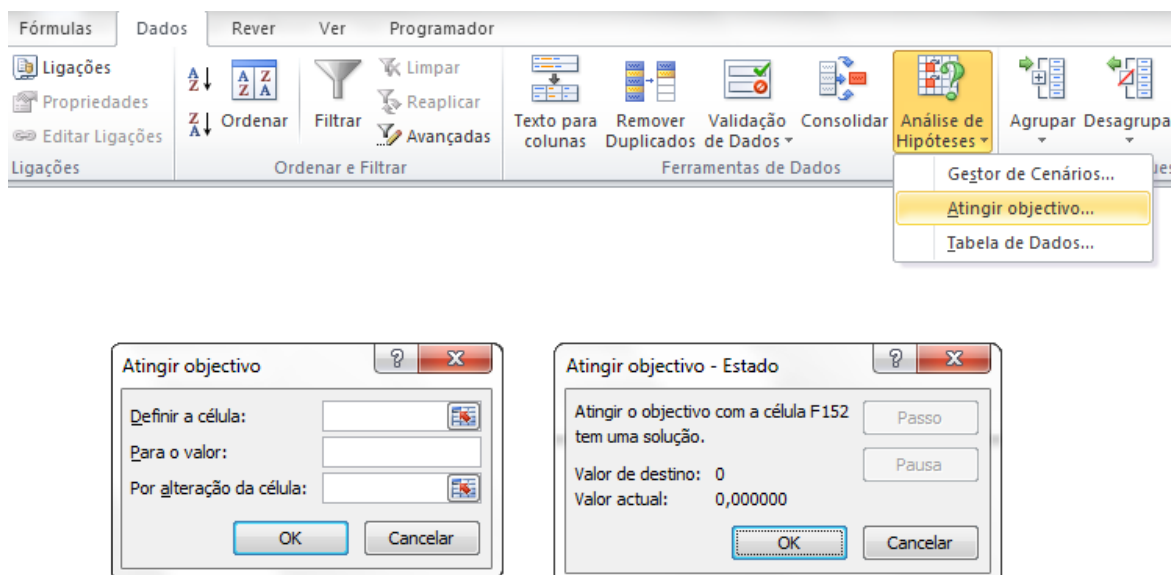 Fórmulas Dados Rever Ver Programador
Ligações
Propriedades
Editar Ligações
Ligações
A Z
Z A
A Z
Z A
Ordenar
Filtrar
Limpar
Reaplicar
Avançadas
Ordenar e Filtrar
Texto para
colunas
Remover
Duplicados
Validação
de Dados
Consolidar
Análise de
Hipóteses
Ferramentas de Dados
Agrupar
Desagrupa
Gestor de Cenários...
Atingir objectivo...
Tabela de Dados...
Atingir objectivo
Definir a célula:
Para o valor:
Por alteração da célula:
OK Cancelar
Atingir objectivo - Estado
Atingir o objectivo com a célula F152
tem uma solução.
Valor de destino: 0
Valor actual: 0,000000
Passo
Pausa
OK Cancelar